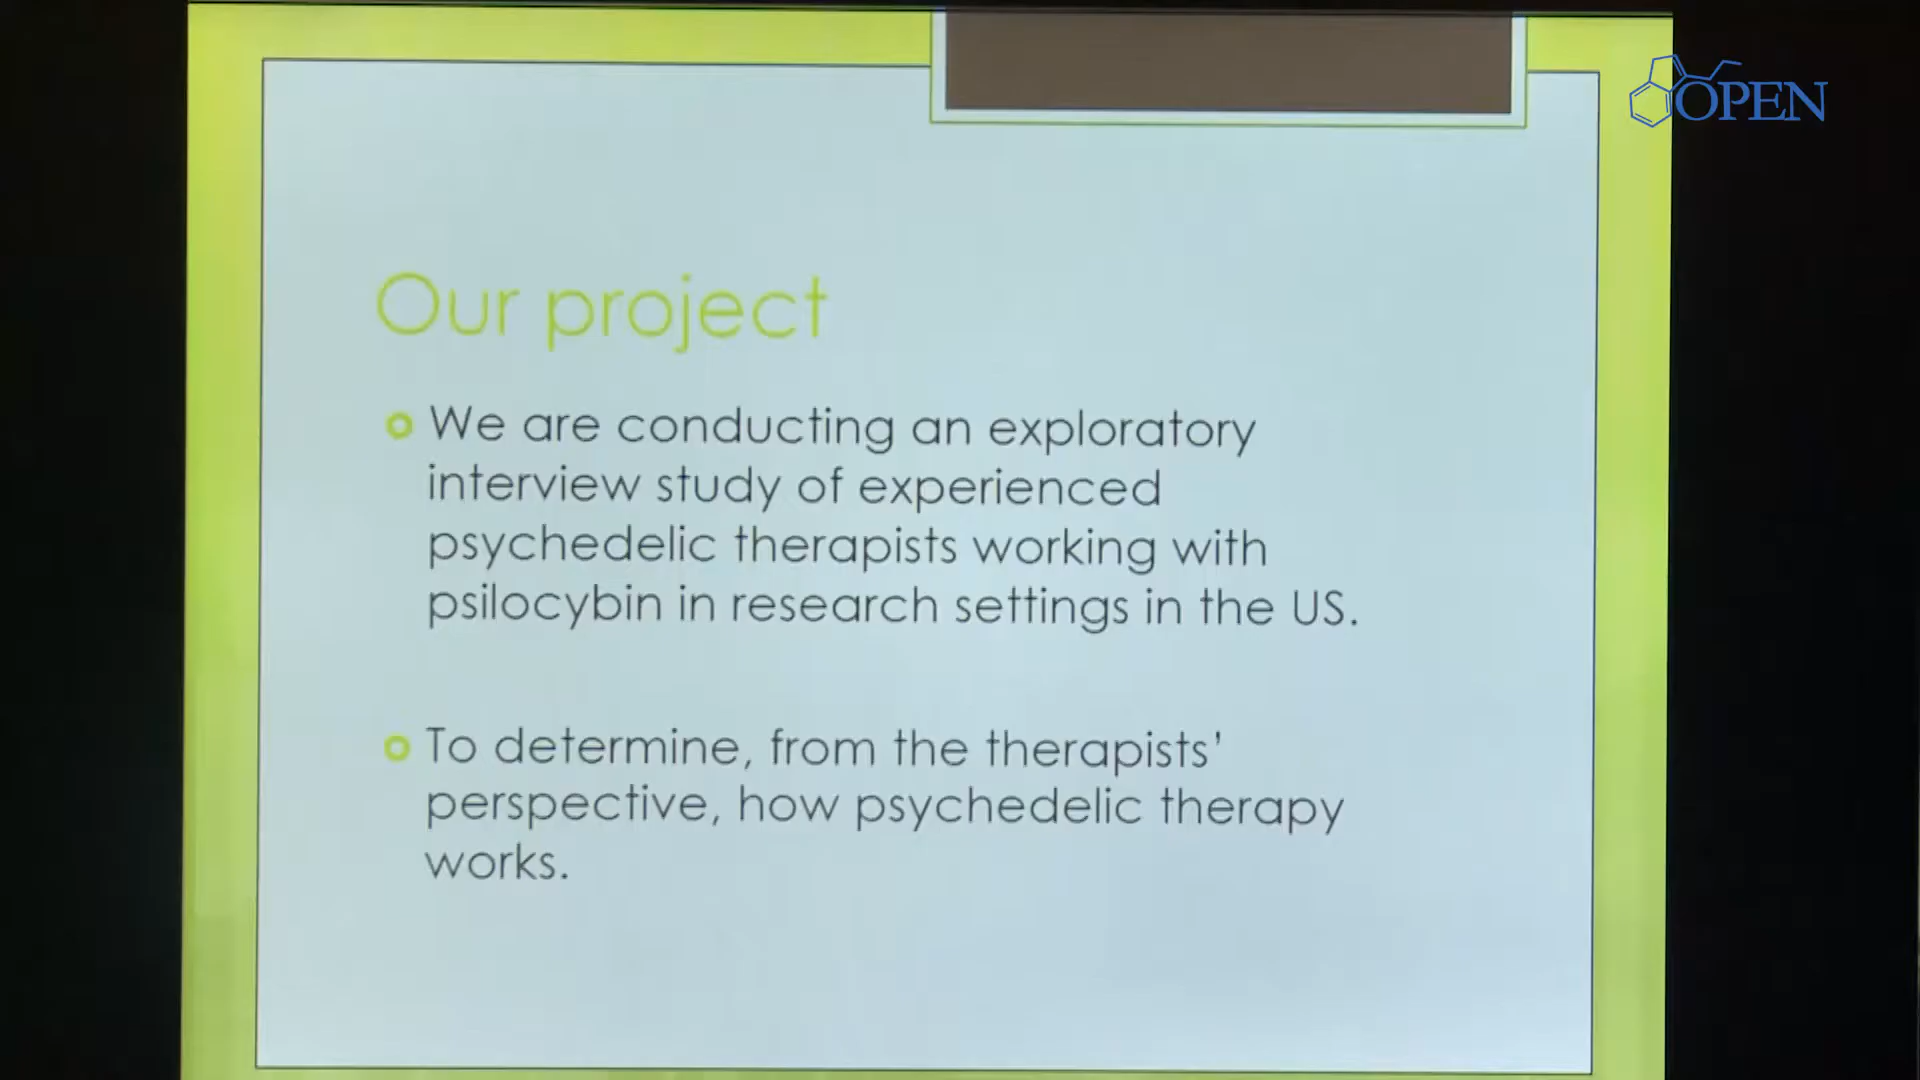 OPEN
Our project
We are conducting an exploratory
interview study of experienced
psychedelic therapists working with
psilocybin in research settings in the US.
To determine, from the therapists'
perspective, how psychedelic therapy
works.